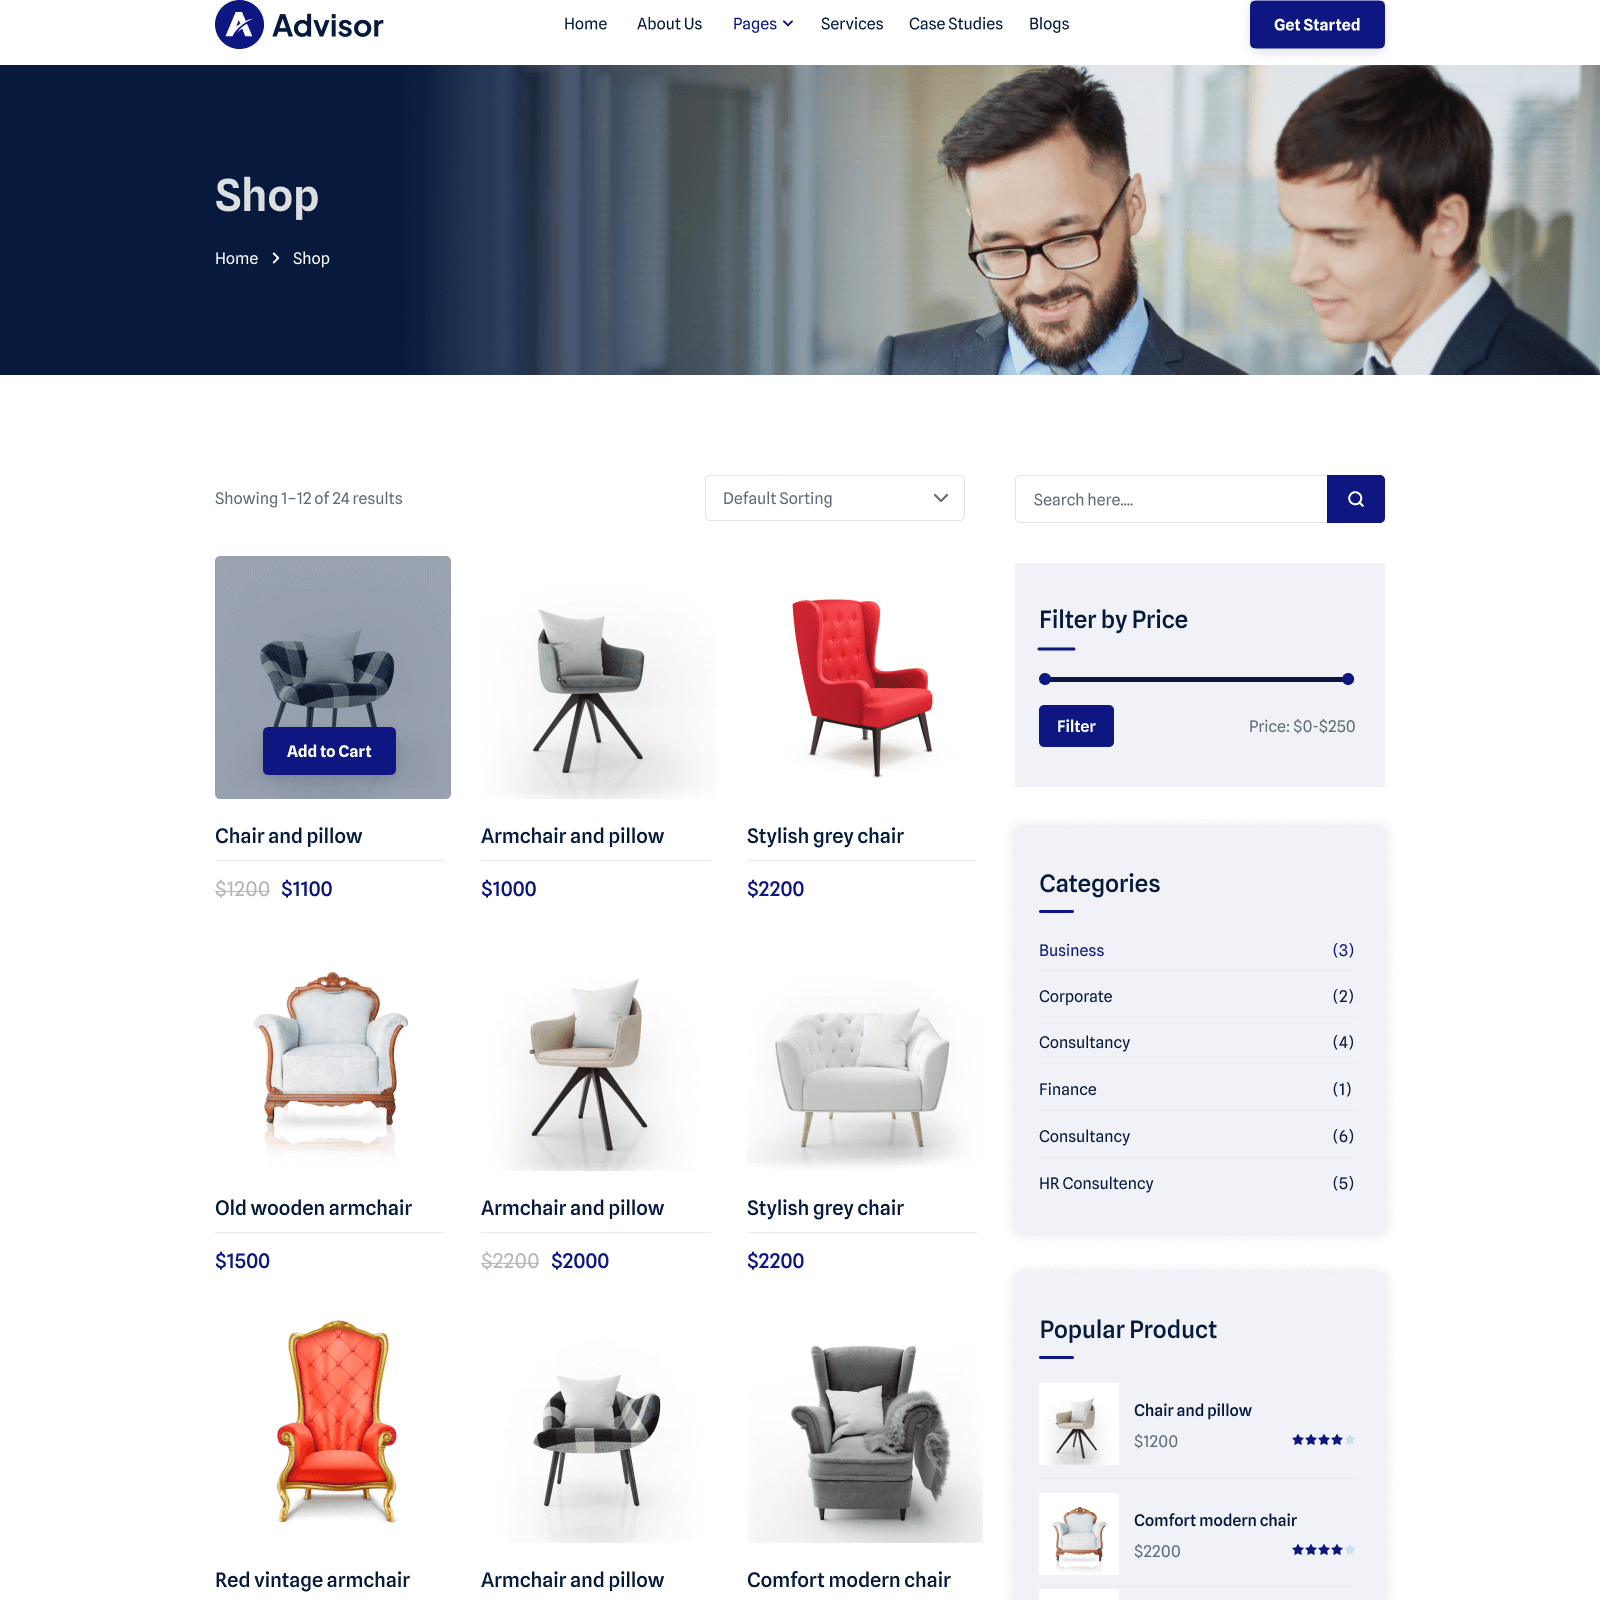 Advisor
Home About Us Pages Services Case Studies Blogs
Get Started
Shop
Home Shop
Showing 1–12 of 24 results
Default Sorting
Search here....
Add to Cart
Chair and pillow
$1200 $1100
Armchair and pillow
$1000
Stylish grey chair
$2200
Old wooden armchair
$1500
Armchair and pillow
$2200 $2000
Stylish grey chair
$2200
Red vintage armchair
Armchair and pillow
Comfort modern chair
Filter by Price
Filter
Price: $0-$250
Categories
Business (3)
Corporate (2)
Consultancy (4)
Finance (1)
Consultancy (6)
HR Consultency (5)
Popular Product
Chair and pillow
$1200
Comfort modern chair
$2200